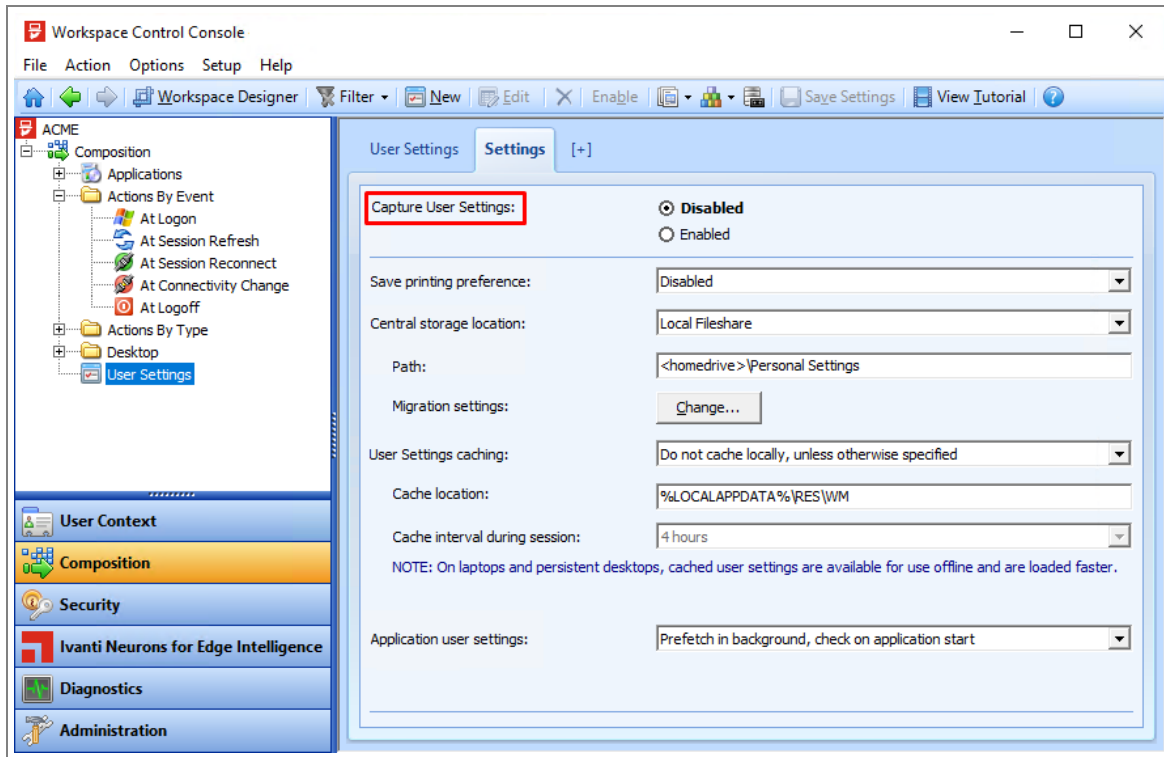 Workspace Control Console
File Action Options Setup Help
Workspace Designer Filter New Edit Enable Save Settings View Tutorial
ACME
Composition
Applications
Actions By Event
At Logon
At Session Refresh
At Session Reconnect
At Connectivity Change
At Logoff
Actions By Type
Desktop
User Settings
User Context
Composition
Security
Ivanti Neurons for Edge Intelligence
Diagnostics
Administration
User Settings Settings [+]
Capture User Settings: Disabled
Enabled
Save printing preference: Disabled
Central storage location: Local Fileshare
Path: <homedrive>\Personal Settings
Migration settings: Change...
User Settings caching: Do not cache locally, unless otherwise specified
Cache location: %LOCALAPPDATA%\RES\WM
Cache interval during session: 4 hours
NOTE: On laptops and persistent desktops, cached user settings are available for use offline and are loaded faster.
Application user settings: Prefetch in background, check on application start